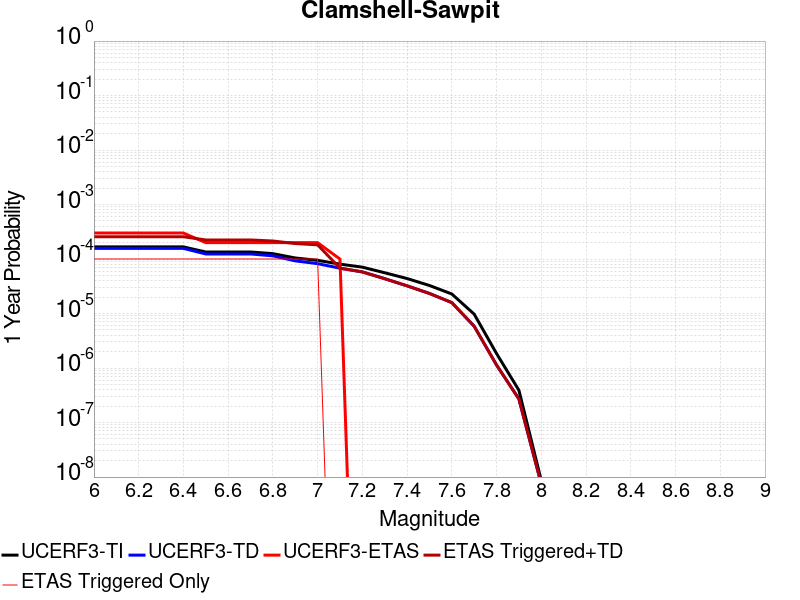 Clamshell-Sawpit
10^0
10^-1
10^-2
10^-3
10^-4
10^-5
10^-6
10^-7
10^-8
1 Year Probability
6 6.2 6.4 6.6 6.8 7 7.2 7.4 7.6 7.8 8 8.2 8.4 8.6 8.8 9
Magnitude
UCERF3-TI UCERF3-TD UCERF3-ETAS ETAS Triggered+TD
ETAS Triggered Only